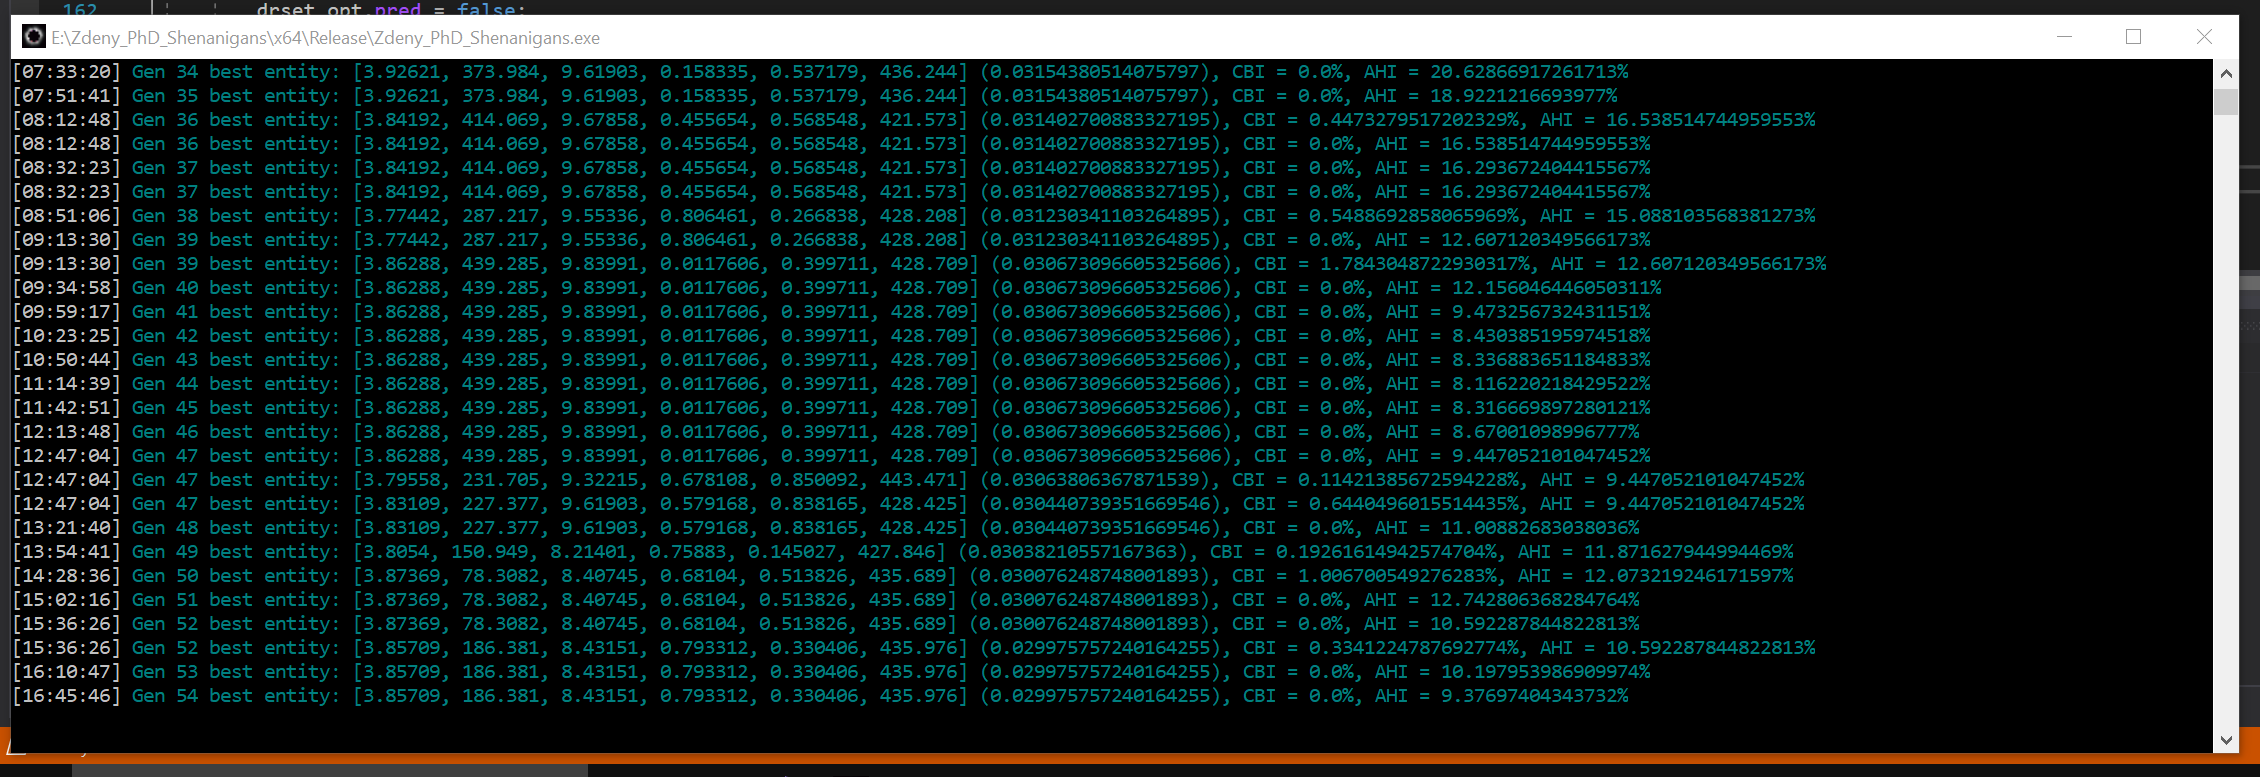 162 drset_opt.pred = false;
E:\Zdeny_PhD_Shenanigans\x64\Release\Zdeny_PhD_Shenanigans.exe
[07:33:20] Gen 34 best entity: [3.92621, 373.984, 9.61903, 0.158335, 0.537179, 436.244] (0.03154380514075797), CBI = 0.0%, AHI = 20.62866917261713%
[07:51:41] Gen 35 best entity: [3.92621, 373.984, 9.61903, 0.158335, 0.537179, 436.244] (0.03154380514075797), CBI = 0.0%, AHI = 18.9221216693977%
[08:12:48] Gen 36 best entity: [3.84192, 414.069, 9.67858, 0.455654, 0.568548, 421.573] (0.031402700883327195), CBI = 0.4473279517202329%, AHI = 16.538514744959553%
[08:12:48] Gen 36 best entity: [3.84192, 414.069, 9.67858, 0.455654, 0.568548, 421.573] (0.031402700883327195), CBI = 0.0%, AHI = 16.538514744959553%
[08:32:23] Gen 37 best entity: [3.84192, 414.069, 9.67858, 0.455654, 0.568548, 421.573] (0.031402700883327195), CBI = 0.0%, AHI = 16.293672404415567%
[08:32:23] Gen 37 best entity: [3.84192, 414.069, 9.67858, 0.455654, 0.568548, 421.573] (0.031402700883327195), CBI = 0.0%, AHI = 16.293672404415567%
[08:51:06] Gen 38 best entity: [3.77442, 287.217, 9.55336, 0.806461, 0.266838, 428.208] (0.031230341103264895), CBI = 0.5488692858065969%, AHI = 15.088103568381273%
[09:13:30] Gen 39 best entity: [3.77442, 287.217, 9.55336, 0.806461, 0.266838, 428.208] (0.031230341103264895), CBI = 0.0%, AHI = 12.607120349566173%
[09:13:30] Gen 39 best entity: [3.86288, 439.285, 9.83991, 0.0117606, 0.399711, 428.709] (0.030673096605325606), CBI = 1.7843048722930317%, AHI = 12.607120349566173%
[09:34:58] Gen 40 best entity: [3.86288, 439.285, 9.83991, 0.0117606, 0.399711, 428.709] (0.030673096605325606), CBI = 0.0%, AHI = 12.156046446050311%
[09:59:17] Gen 41 best entity: [3.86288, 439.285, 9.83991, 0.0117606, 0.399711, 428.709] (0.030673096605325606), CBI = 0.0%, AHI = 9.473256732431151%
[10:23:25] Gen 42 best entity: [3.86288, 439.285, 9.83991, 0.0117606, 0.399711, 428.709] (0.030673096605325606), CBI = 0.0%, AHI = 8.430385195974518%
[10:50:44] Gen 43 best entity: [3.86288, 439.285, 9.83991, 0.0117606, 0.399711, 428.709] (0.030673096605325606), CBI = 0.0%, AHI = 8.336883651184833%
[11:14:39] Gen 44 best entity: [3.86288, 439.285, 9.83991, 0.0117606, 0.399711, 428.709] (0.030673096605325606), CBI = 0.0%, AHI = 8.116220218429522%
[11:42:51] Gen 45 best entity: [3.86288, 439.285, 9.83991, 0.0117606, 0.399711, 428.709] (0.030673096605325606), CBI = 0.0%, AHI = 8.316669897280121%
[12:13:48] Gen 46 best entity: [3.86288, 439.285, 9.83991, 0.0117606, 0.399711, 428.709] (0.030673096605325606), CBI = 0.0%, AHI = 8.67001098996777%
[12:47:04] Gen 47 best entity: [3.86288, 439.285, 9.83991, 0.0117606, 0.399711, 428.709] (0.030673096605325606), CBI = 0.0%, AHI = 9.447052101047452%
[12:47:04] Gen 47 best entity: [3.79558, 231.705, 9.32215, 0.678108, 0.850092, 443.471] (0.03063806367871539), CBI = 0.11421385672594228%, AHI = 9.447052101047452%
[12:47:04] Gen 47 best entity: [3.83109, 227.377, 9.61903, 0.579168, 0.838165, 428.425] (0.030440739351669546), CBI = 0.6440496015514435%, AHI = 9.447052101047452%
[13:21:40] Gen 48 best entity: [3.83109, 227.377, 9.61903, 0.579168, 0.838165, 428.425] (0.030440739351669546), CBI = 0.0%, AHI = 11.00882683038036%
[13:54:41] Gen 49 best entity: [3.8054, 150.949, 8.21401, 0.75883, 0.145027, 427.846] (0.03038210557167363), CBI = 0.19261614942574704%, AHI = 11.871627944994469%
[14:28:36] Gen 50 best entity: [3.87369, 78.3082, 8.40745, 0.68104, 0.513826, 435.689] (0.030076248748001893), CBI = 1.006700549276283%, AHI = 12.073219246171597%
[15:02:16] Gen 51 best entity: [3.87369, 78.3082, 8.40745, 0.68104, 0.513826, 435.689] (0.030076248748001893), CBI = 0.0%, AHI = 12.742806368284764%
[15:36:26] Gen 52 best entity: [3.87369, 78.3082, 8.40745, 0.68104, 0.513826, 435.689] (0.030076248748001893), CBI = 0.0%, AHI = 10.592287844822813%
[15:36:26] Gen 52 best entity: [3.85709, 186.381, 8.43151, 0.793312, 0.330406, 435.976] (0.029975757240164255), CBI = 0.3341224787692774%, AHI = 10.592287844822813%
[16:10:47] Gen 53 best entity: [3.85709, 186.381, 8.43151, 0.793312, 0.330406, 435.976] (0.029975757240164255), CBI = 0.0%, AHI = 10.197953986909974%
[16:45:46] Gen 54 best entity: [3.85709, 186.381, 8.43151, 0.793312, 0.330406, 435.976] (0.029975757240164255), CBI = 0.0%, AHI = 9.37697404343732%